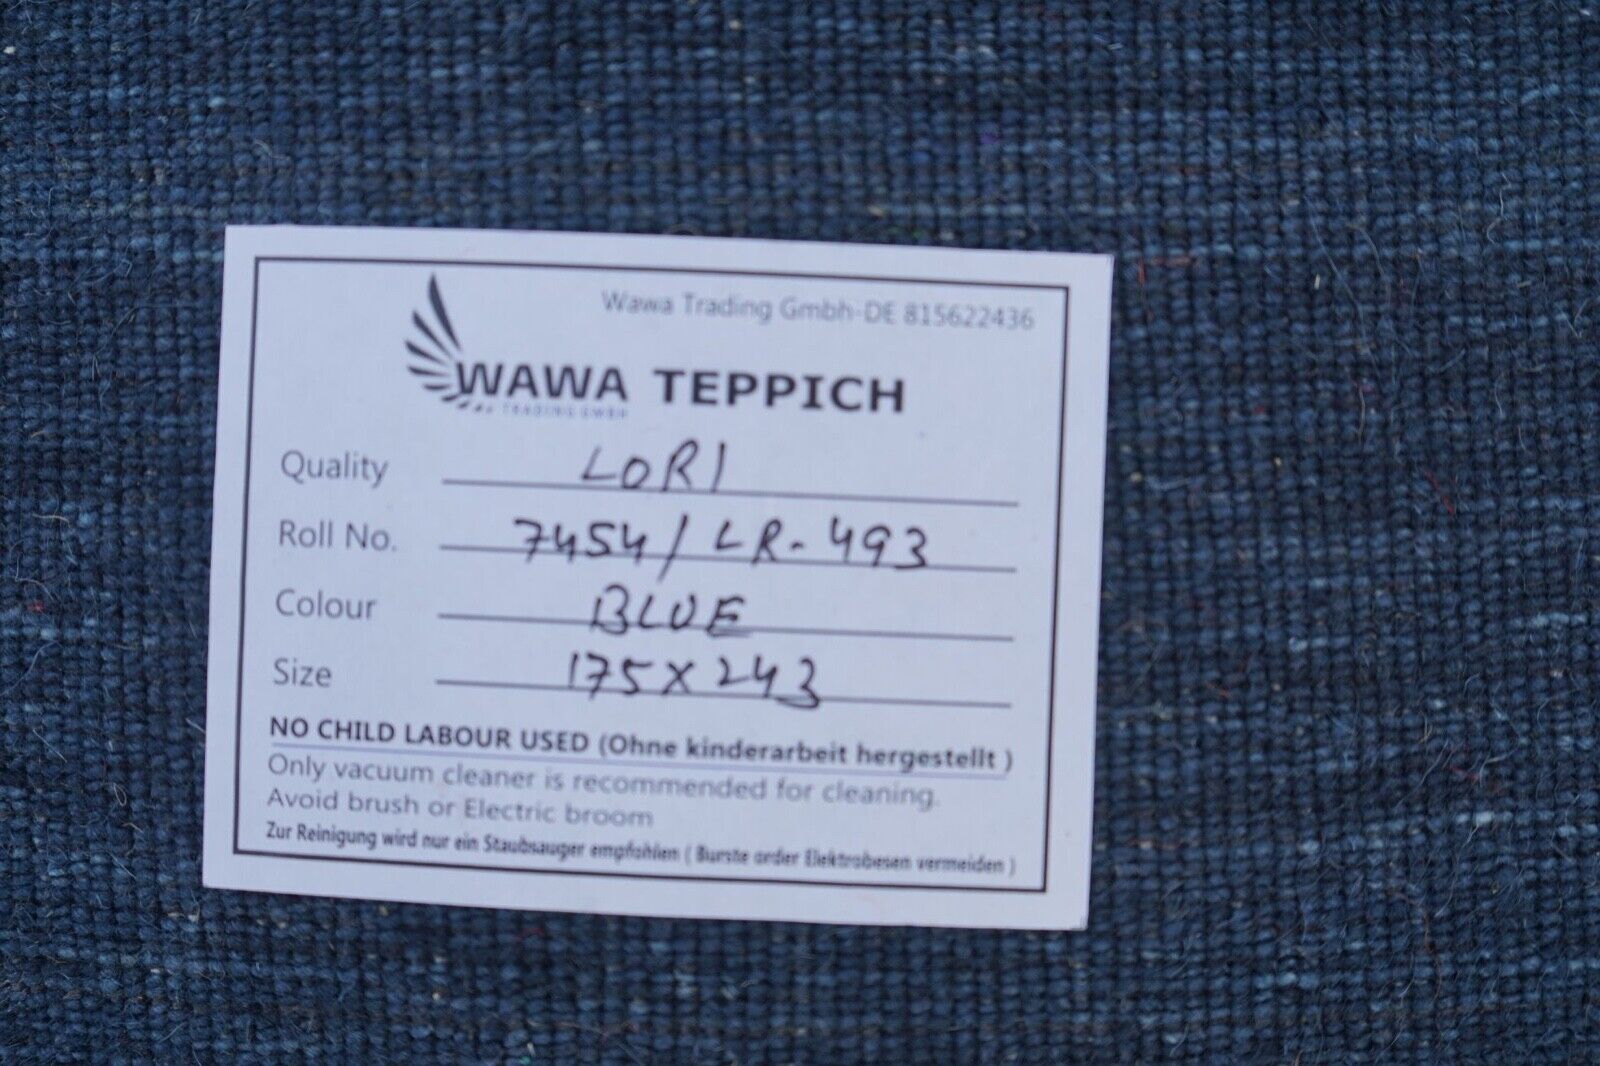 Wawa Trading Gmbh-DE 815622436
WAWA TEPPICH
TRADING GMBH
Quality LORI
Roll No. 7454/LR-493
Colour BLUE
Size 175X243
NO CHILD LABOUR USED (Ohne kinderarbeit hergestellt )
Only vacuum cleaner is recommended for cleaning.
Avoid brush or Electric broom
Zur Reinigung wird nur ein Staubsauger empfohlen ( Burste order Elektrobesen vermeiden )